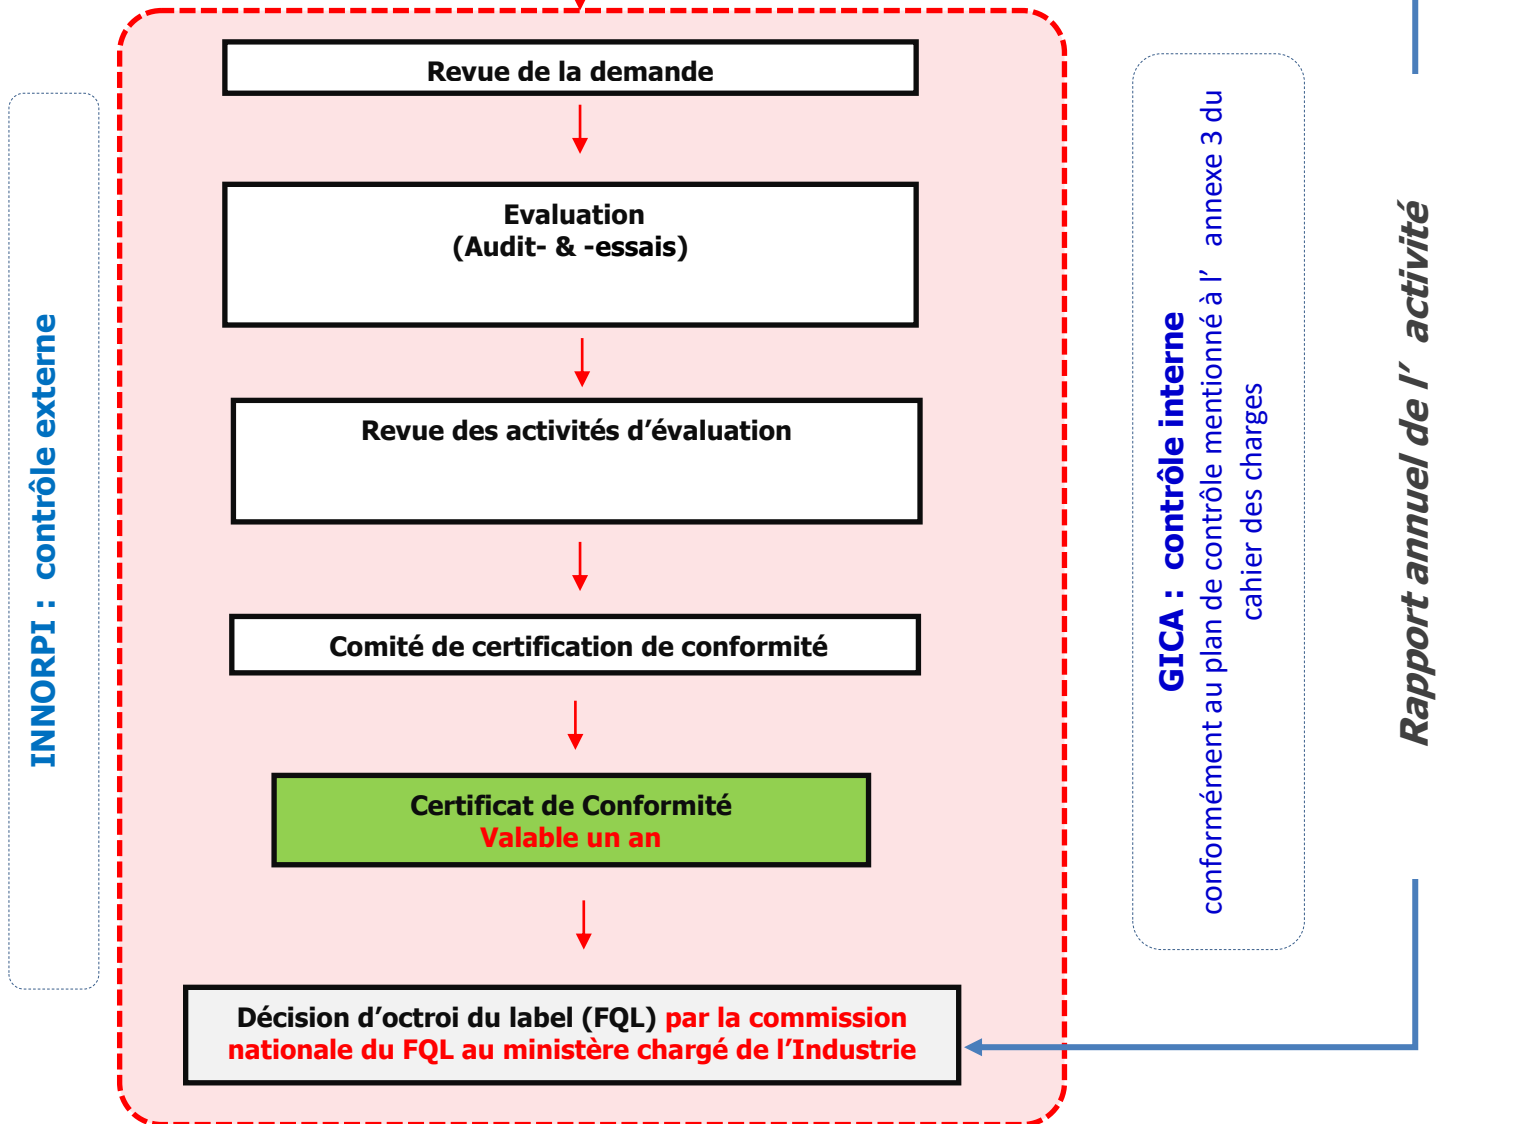 Revue de la demande
Evaluation
(Audit- & -essais)
Revue des activités d’évaluation
Comité de certification de conformité
Certificat de Conformité
Valable un an
Décision d’octroi du label (FQL) par la commission
nationale du FQL au ministère chargé de l’Industrie
INNORPI : contrôle externe
GICA : contrôle interne
conformément au plan de contrôle mentionné à l’ annexe 3 du
cahier des charges
Rapport annuel de l’ activité